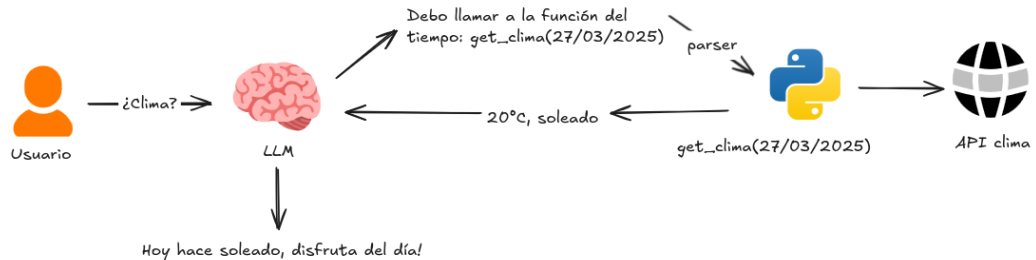 Debo llamar a la función del
tiempo: get_clima(27/03/2025)
parser
¿Clima?
20°C, soleado
Usuario
LLM
get_clima(27/03/2025)
API clima
Hoy hace soleado, disfruta del día!